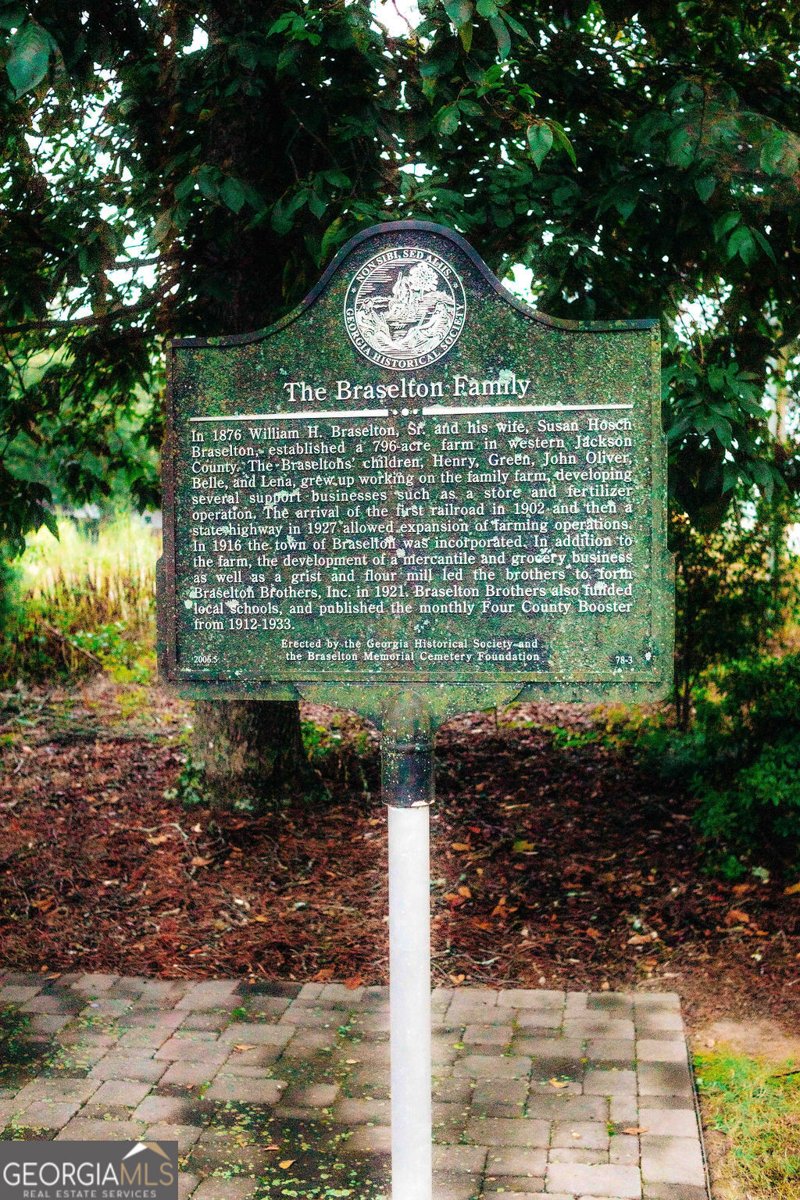 NON SIBI, SED ALIIS
GEORGIA HISTORICAL SOCIETY
The Braselton Family
In 1876 William H. Braselton, Sr. and his wife, Susan Hosch
Braselton, established a 796-acre farm in western Jackson
County. The Braseltons' children, Henry, Green, John Oliver,
Belle, and Lena, grew up working on the family farm, developing
several support businesses such as a store and fertilizer
operation. The arrival of the first railroad in 1902 and then a
state highway in 1927 allowed expansion of farming operations.
In 1916 the town of Braselton was incorporated. In addition to
the farm, the development of a mercantile and grocery business
as well as a grist and flour mill led the brothers to form
Braselton Brothers, Inc. in 1921. Braselton Brothers also funded
local schools, and published the monthly Four County Booster
from 1912-1933.
Erected by the Georgia Historical Society and
the Braselton Memorial Cemetery Foundation
2006.5 78-3
GEORGIAMLS
REAL ESTATE SERVICES